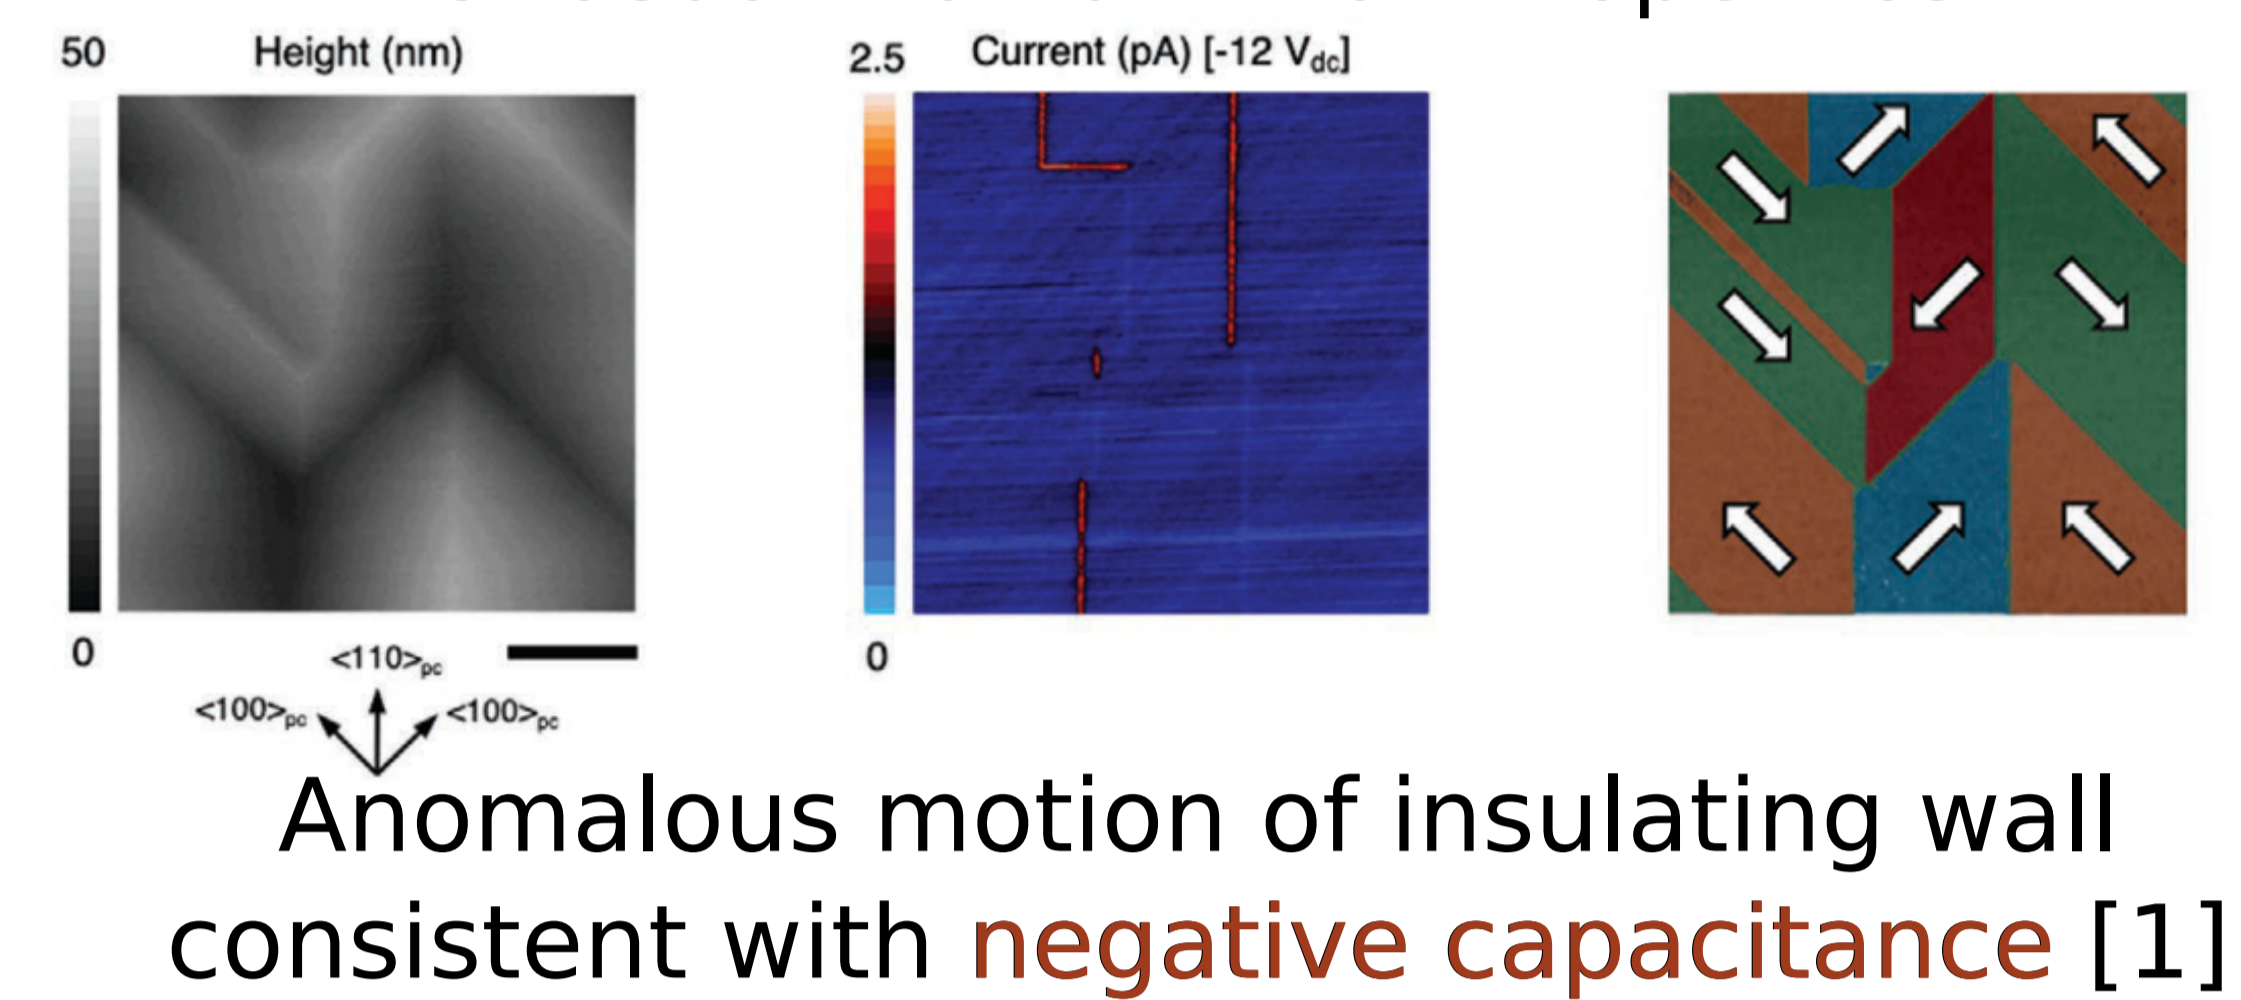 50 Height (nm) 2.5 Current (pA) [-12 Vdc]
0 0
<110>pc
<100>pc <100>pc
Anomalous motion of insulating wall
consistent with negative capacitance [1]